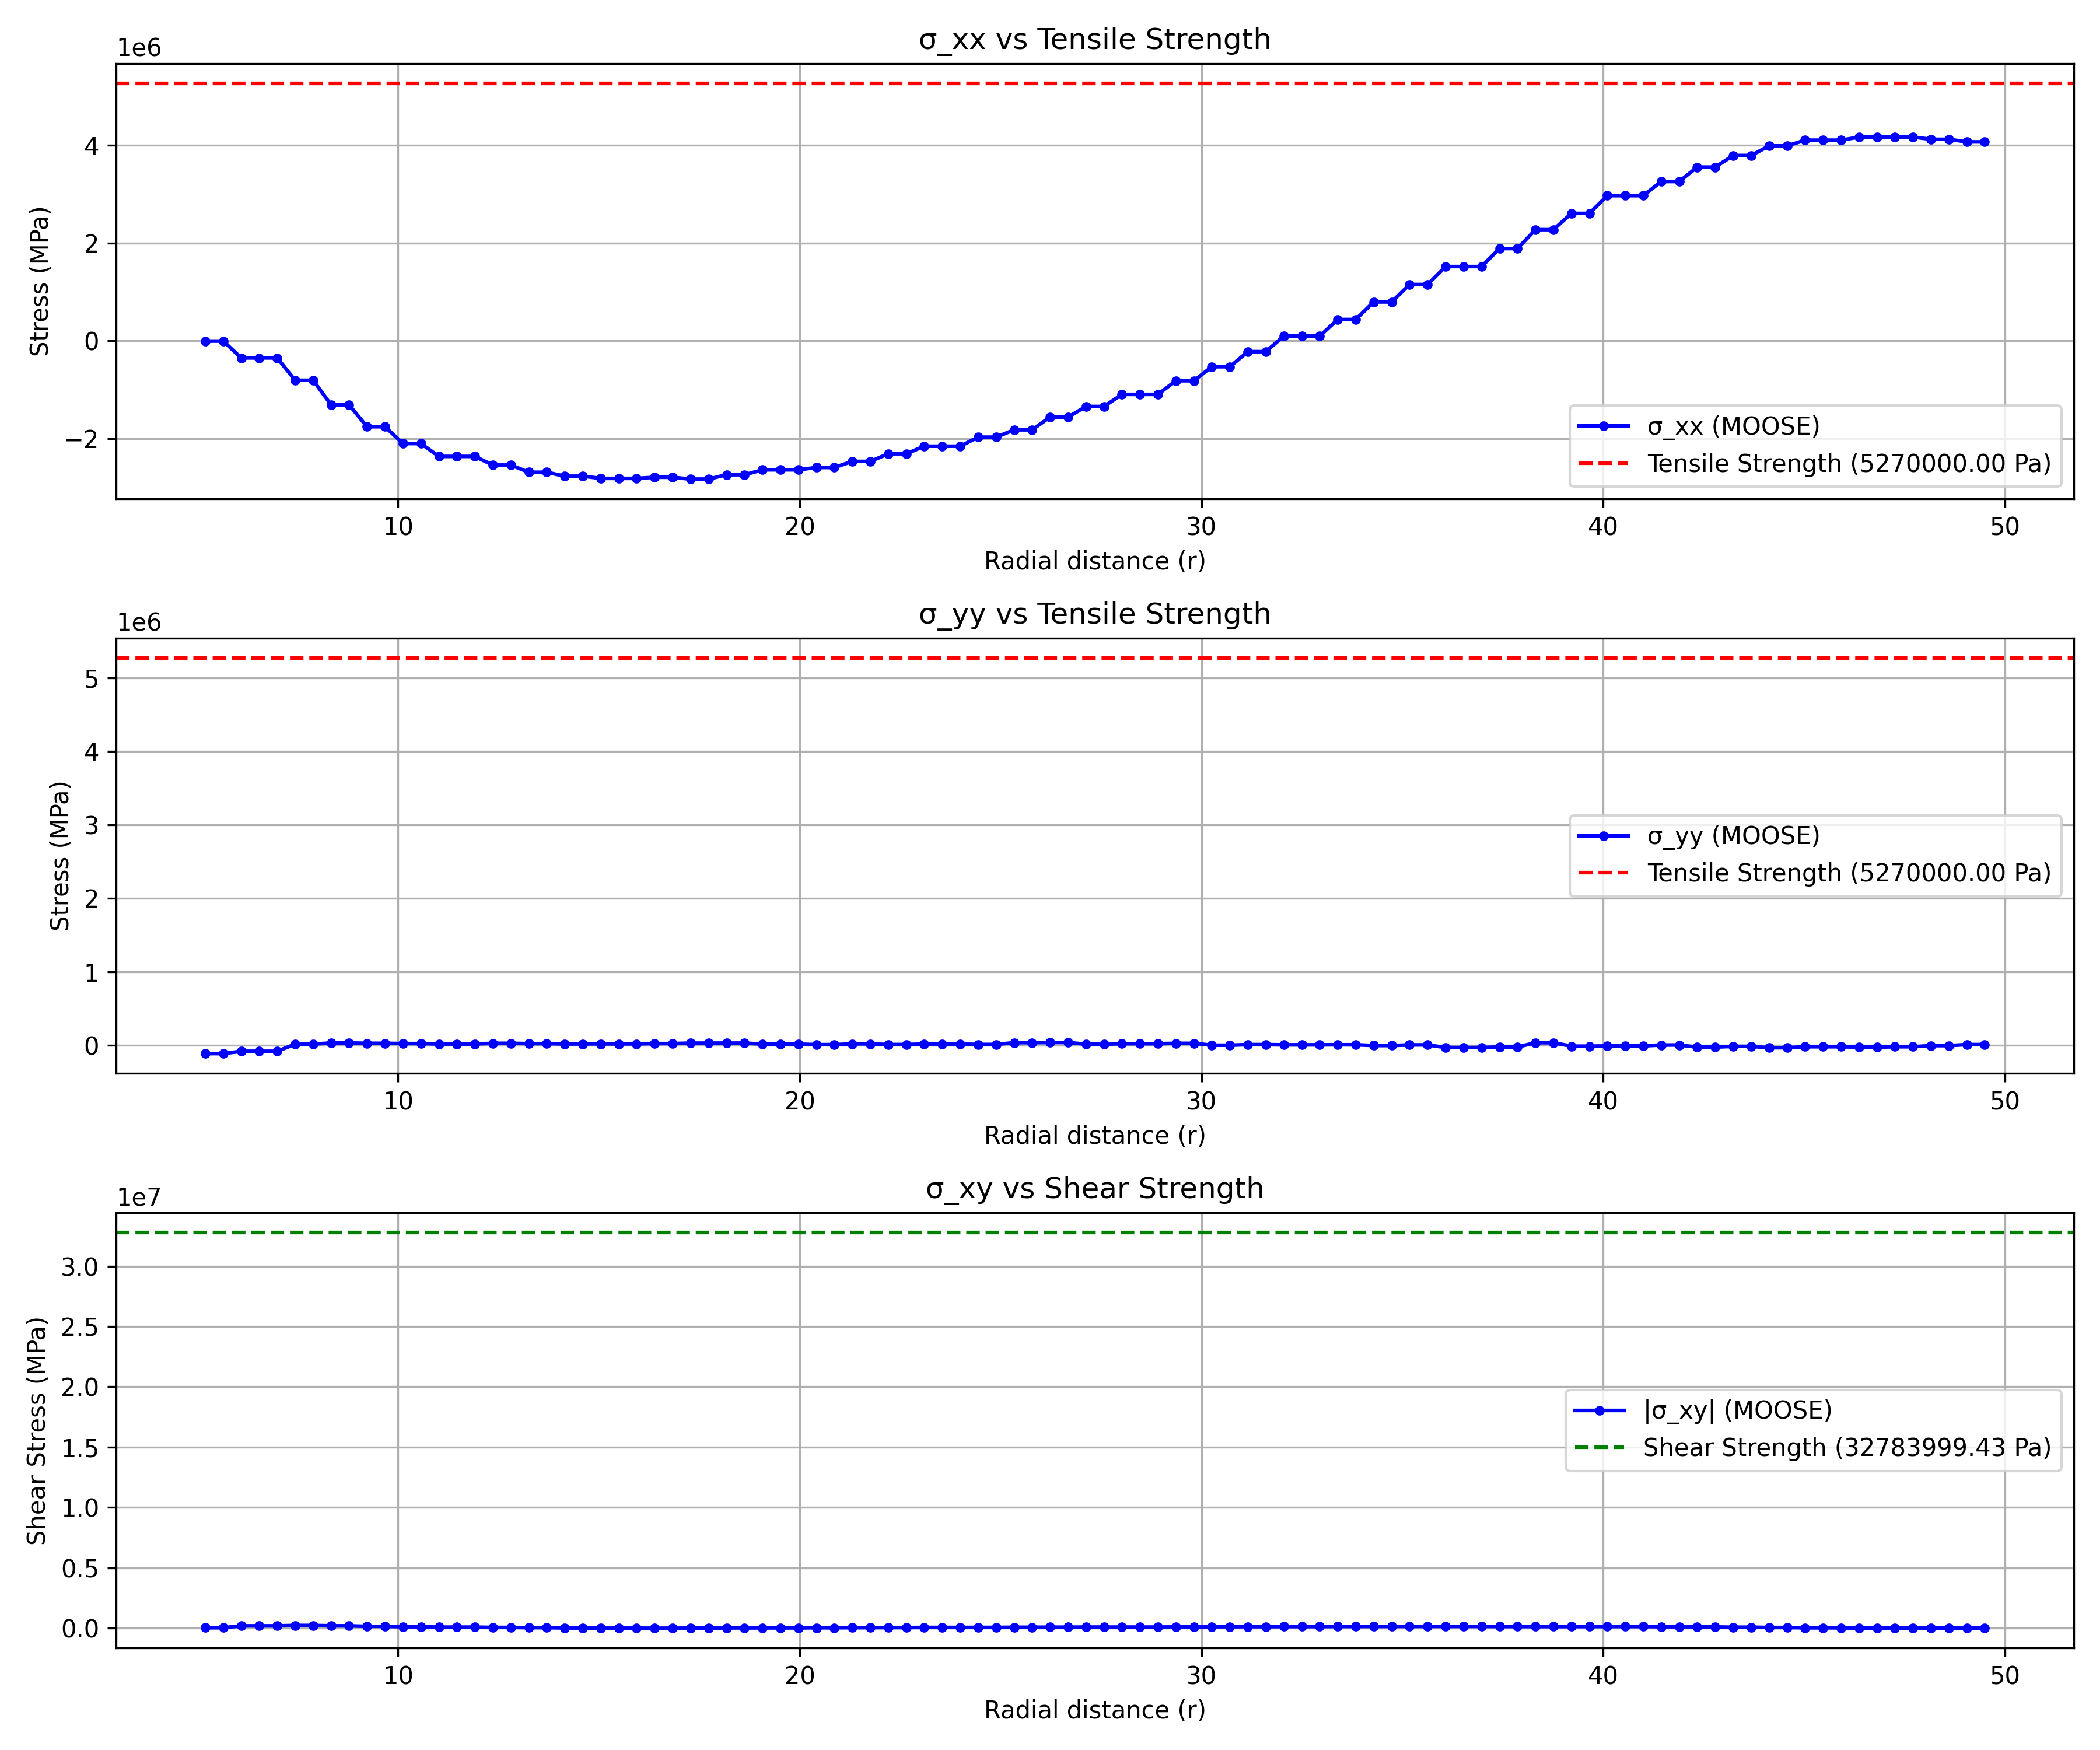 σ_xx vs Tensile Strength
1e6
Stress (MPa)
4
2
0
−2
σ_xx (MOOSE)
Tensile Strength (5270000.00 Pa)
10 20 30 40 50
Radial distance (r)
σ_yy vs Tensile Strength
1e6
Stress (MPa)
5
4
3
2
1
0
σ_yy (MOOSE)
Tensile Strength (5270000.00 Pa)
10 20 30 40 50
Radial distance (r)
σ_xy vs Shear Strength
1e7
Shear Stress (MPa)
3.0
2.5
2.0
1.5
1.0
0.5
0.0
|σ_xy| (MOOSE)
Shear Strength (32783999.43 Pa)
10 20 30 40 50
Radial distance (r)